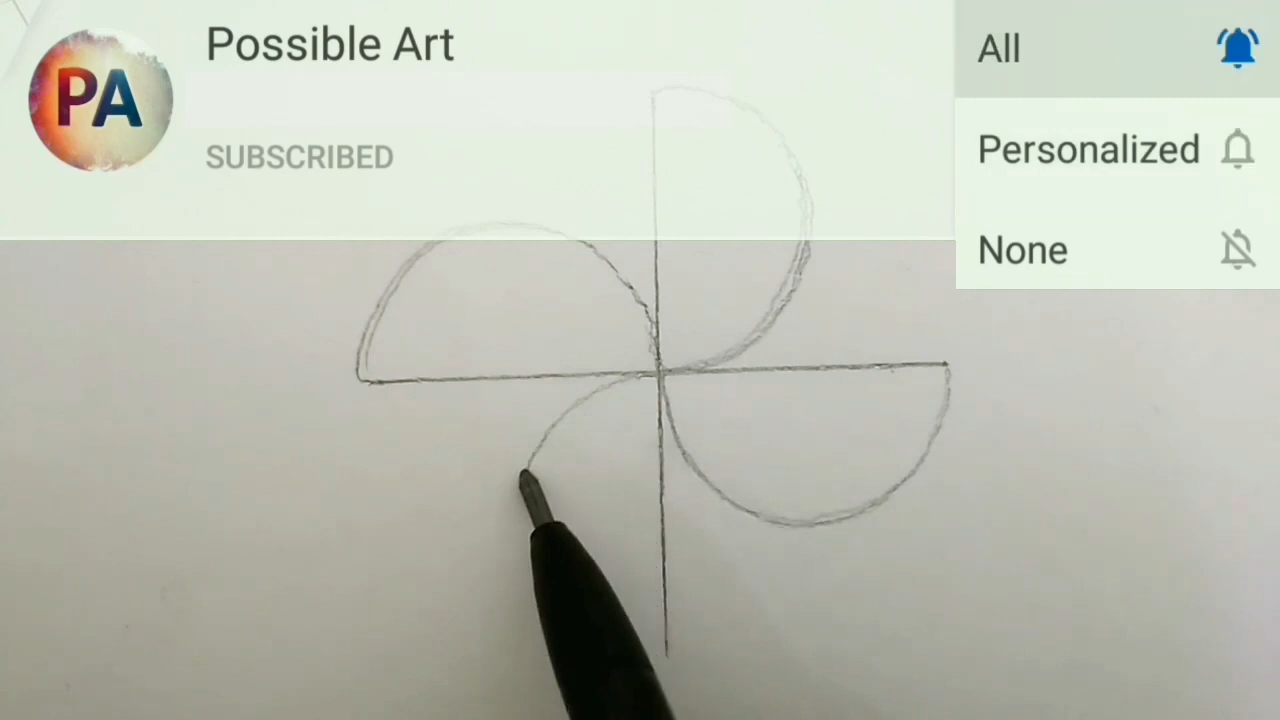 PA
Possible Art
SUBSCRIBED
All
Personalized
None